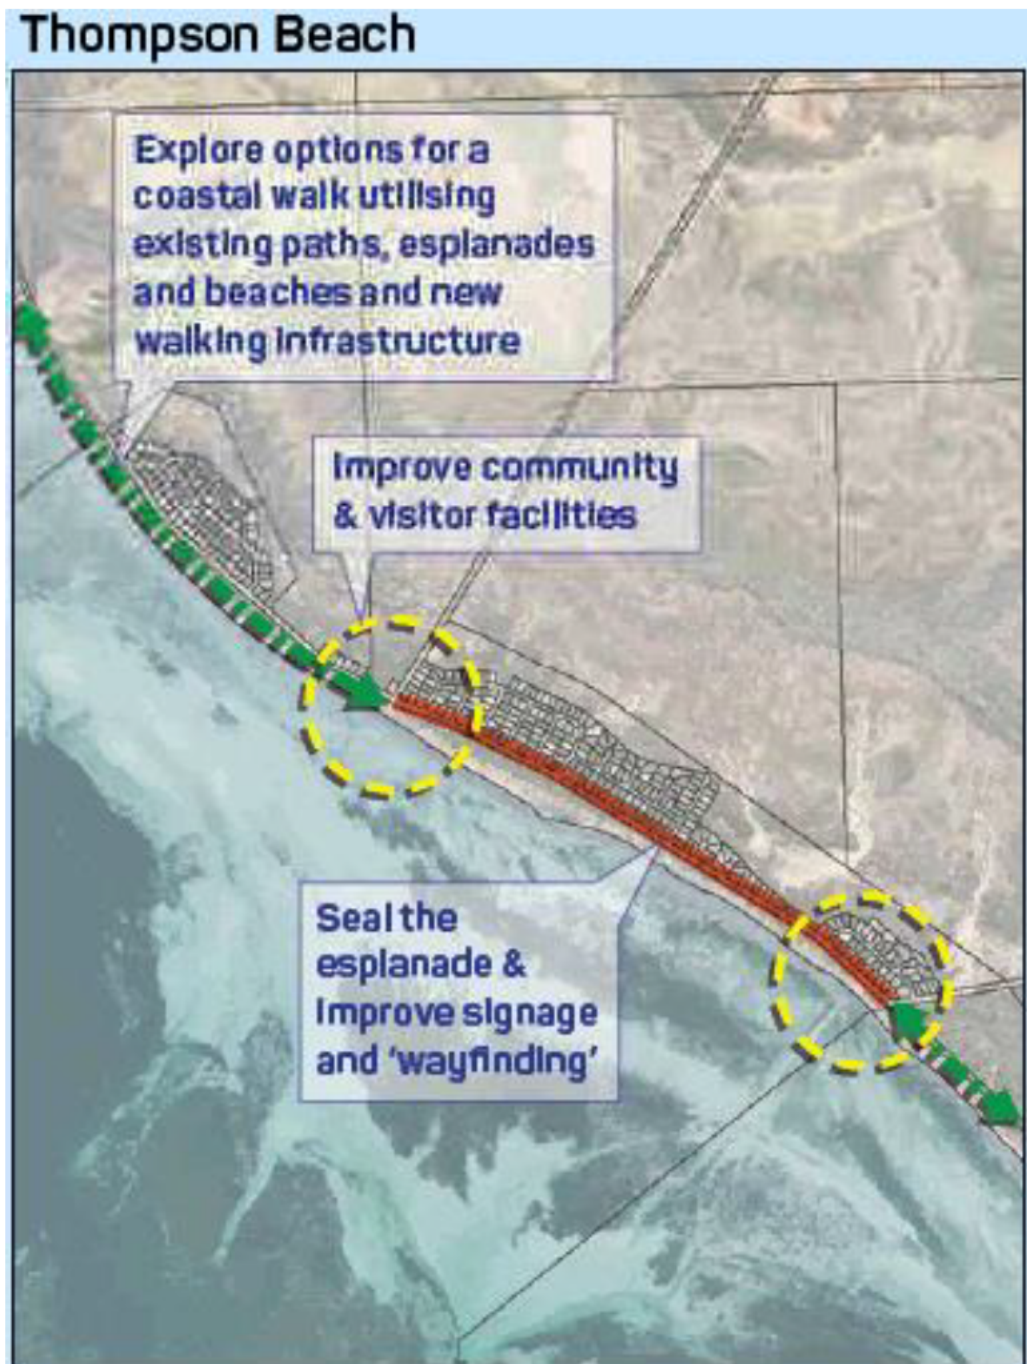 Thompson Beach
Explore options for a
coastal walk utilising
existing paths, esplanades
and beaches and new
walking infrastructure
Improve community
& visitor facilities
Seal the
esplanade &
improve signage
and ‘wayfinding’